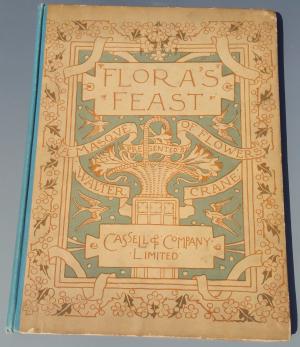 FLORA'S
FEAST
A MASQUE OF FLOWERS
PRESENTED BY
WALTER CRANE
CASSELL & COMPANY
LIMITED